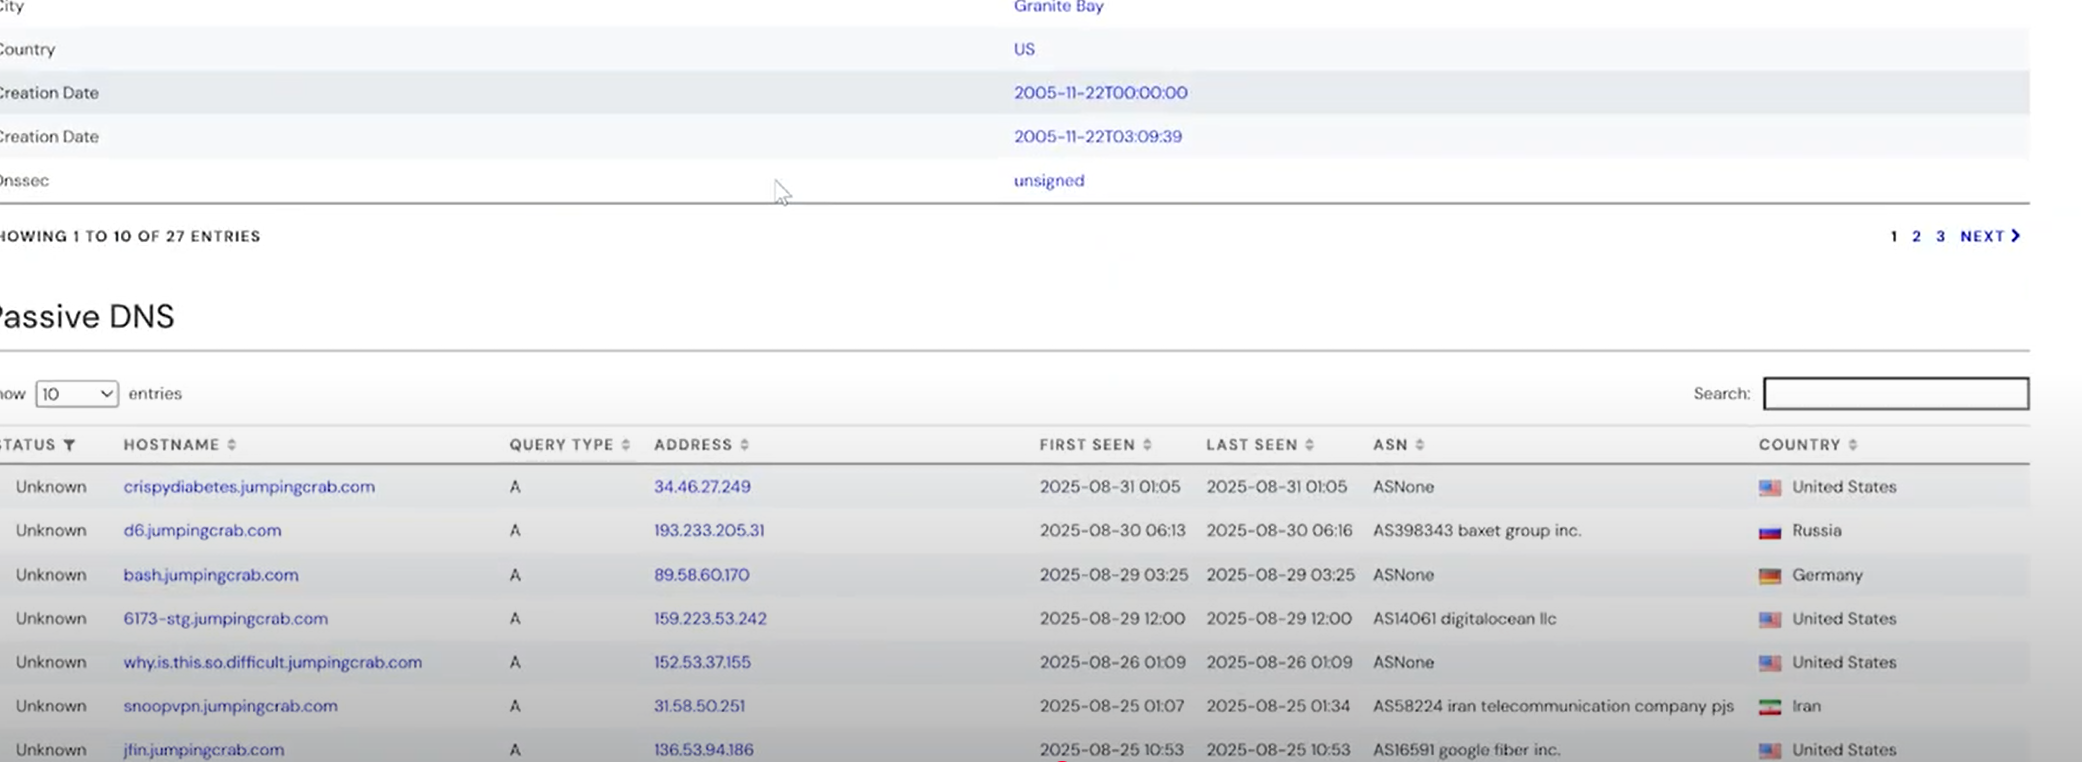 City Granite Bay
Country US
Creation Date 2005-11-22T00:00:00
Creation Date 2005-11-22T03:09:39
Dnssec unsigned
HOWING 1 TO 10 OF 27 ENTRIES 1 2 3 NEXT
Passive DNS
how 10 entries Search:
STATUS HOSTNAME QUERY TYPE ADDRESS FIRST SEEN LAST SEEN ASN COUNTRY
Unknown crispydiabetes.jumpingcrab.com A 34.46.27.249 2025-08-31 01:05 2025-08-31 01:05 ASNone United States
Unknown d6.jumpingcrab.com A 193.233.205.31 2025-08-30 06:13 2025-08-30 06:16 AS398343 baxet group inc. Russia
Unknown bash.jumpingcrab.com A 89.58.60.170 2025-08-29 03:25 2025-08-29 03:25 ASNone Germany
Unknown 6173-stg.jumpingcrab.com A 159.223.53.242 2025-08-29 12:00 2025-08-29 12:00 AS14061 digitalocean llc United States
Unknown why.is.this.so.difficult.jumpingcrab.com A 152.53.37.155 2025-08-26 01:09 2025-08-26 01:09 ASNone United States
Unknown snoopvpn.jumpingcrab.com A 31.58.50.251 2025-08-25 01:07 2025-08-25 01:34 AS58224 iran telecommunication company pjs Iran
Unknown jfin.jumpingcrab.com A 136.53.94.186 2025-08-25 10:53 2025-08-25 10:53 AS16591 google fiber inc. United States